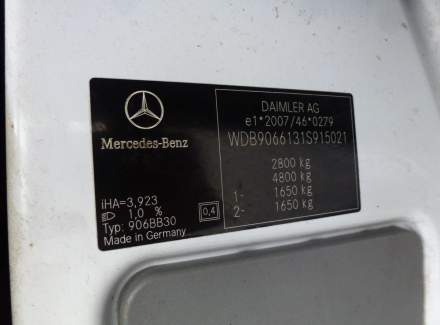 DAIMLER AG
e1*2007/46*0279
WDB9066131S915021
Mercedes-Benz
2800 kg
4800 kg
1- 1650 kg
2- 1650 kg
iHA=3,923
1,0 %
0,4
Typ: 906BB30
Made in Germany